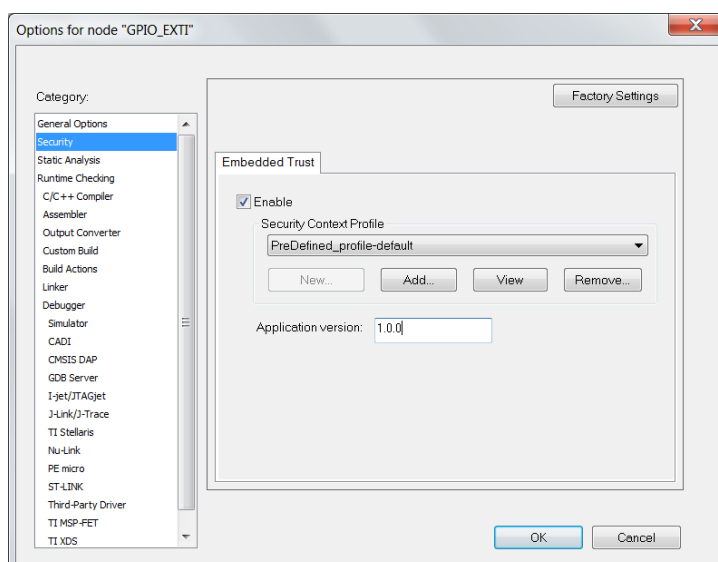 Options for node "GPIO_EXTI"
X
Category:
Factory Settings
General Options
Security
Static Analysis
Runtime Checking
C/C++ Compiler
Assembler
Output Converter
Custom Build
Build Actions
Linker
Debugger
Simulator
CADI
CMSIS DAP
GDB Server
I-jet/JTAGjet
J-Link/J-Trace
TI Stellaris
Nu-Link
PE micro
ST-LINK
Third-Party Driver
TI MSP-FET
TI XDS
Embedded Trust
Enable
Security Context Profile
PreDefined_profile-default
New... Add... View Remove...
Application version: 1.0.0
OK Cancel